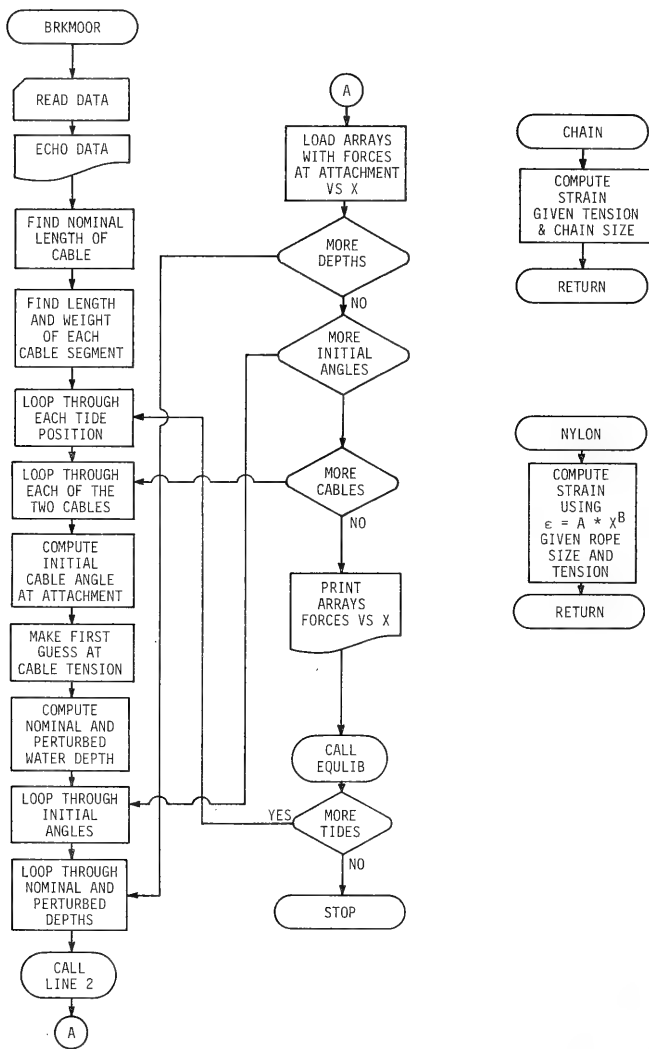 BRKMOOR
READ DATA
ECHO DATA
FIND NOMINAL
LENGTH OF
CABLE
FIND LENGTH
AND WEIGHT
OF EACH
CABLE SEGMENT
LOOP THROUGH
EACH TIDE
POSITION
LOOP THROUGH
EACH OF THE
TWO CABLES
COMPUTE
INITIAL
CABLE ANGLE
AT ATTACHMENT
MAKE FIRST
GUESS AT
CABLE TENSION
COMPUTE
NOMINAL AND
PERTURBED
WATER DEPTH
LOOP THROUGH
INITIAL
ANGLES
LOOP THROUGH
NOMINAL AND
PERTURBED
DEPTHS
CALL
LINE 2
A
A
LOAD ARRAYS
WITH FORCES
AT ATTACHMENT
VS X
MORE
DEPTHS
NO
MORE
INITIAL
ANGLES
MORE
CABLES
NO
PRINT
ARRAYS
FORCES VS X
CALL
EQULIB
YES
MORE
TIDES
NO
STOP
CHAIN
COMPUTE
STRAIN
GIVEN TENSION
& CHAIN SIZE
RETURN
NYLON
COMPUTE
STRAIN
USING
ε = A * X^B
GIVEN ROPE
SIZE AND
TENSION
RETURN